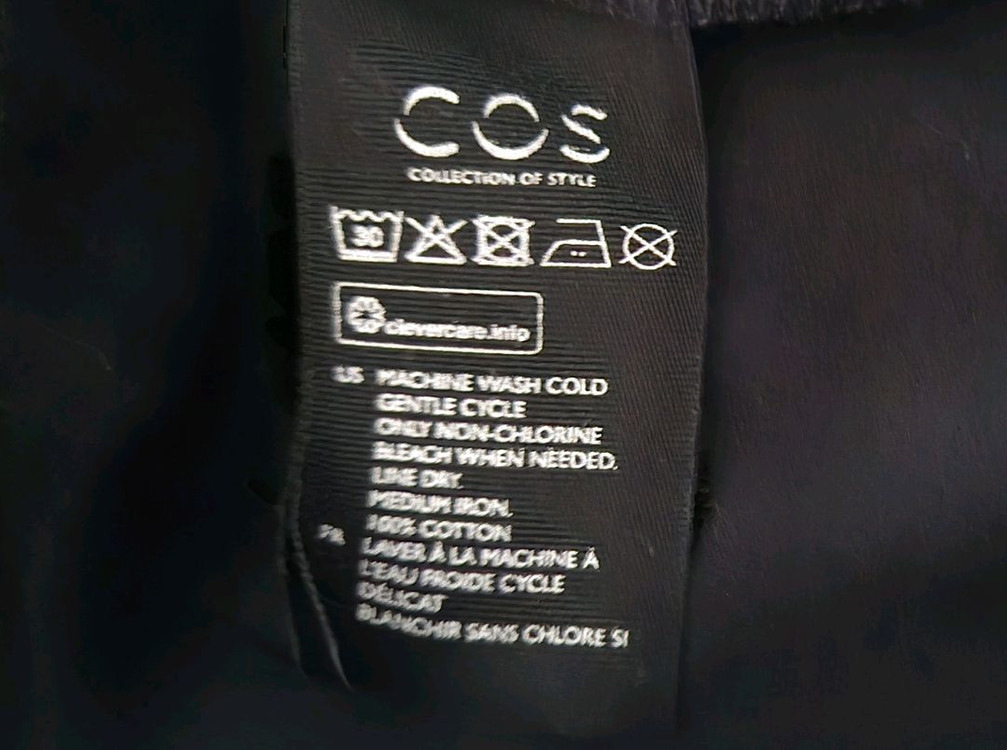 COS
COLLECTION OF STYLE
30
clevercare.info
US MACHINE WASH COLD
GENTLE CYCLE
ONLY NON-CHLORINE
BLEACH WHEN NEEDED.
LINE DAY.
MEDIUM IRON.
100% COTTON
FR LAVER À LA MACHINE À
L'EAU FROIDE CYCLE
DÉLICAT
BLANCHIR SANS CHLORE SI